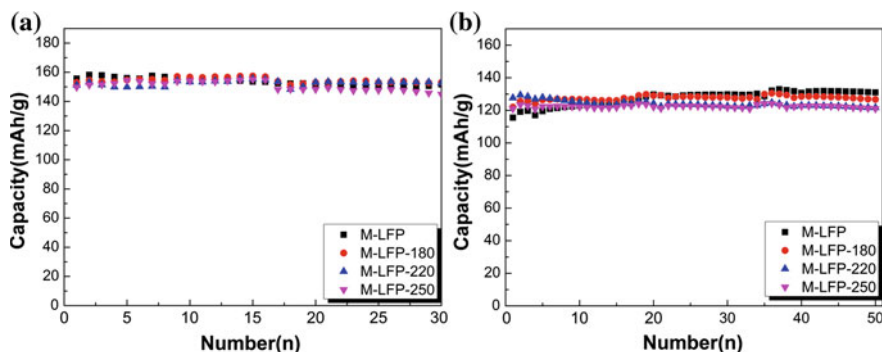 (a)
180
160
140
120
100
80
60
40
20
0
Capacity(mAh/g)
M-LFP
M-LFP-180
M-LFP-220
M-LFP-250
0 5 10 15 20 25 30
Number(n)
(b)
160
140
120
100
80
60
40
20
0
Capacity(mAh/g)
M-LFP
M-LFP-180
M-LFP-220
M-LFP-250
0 10 20 30 40 50
Number(n)